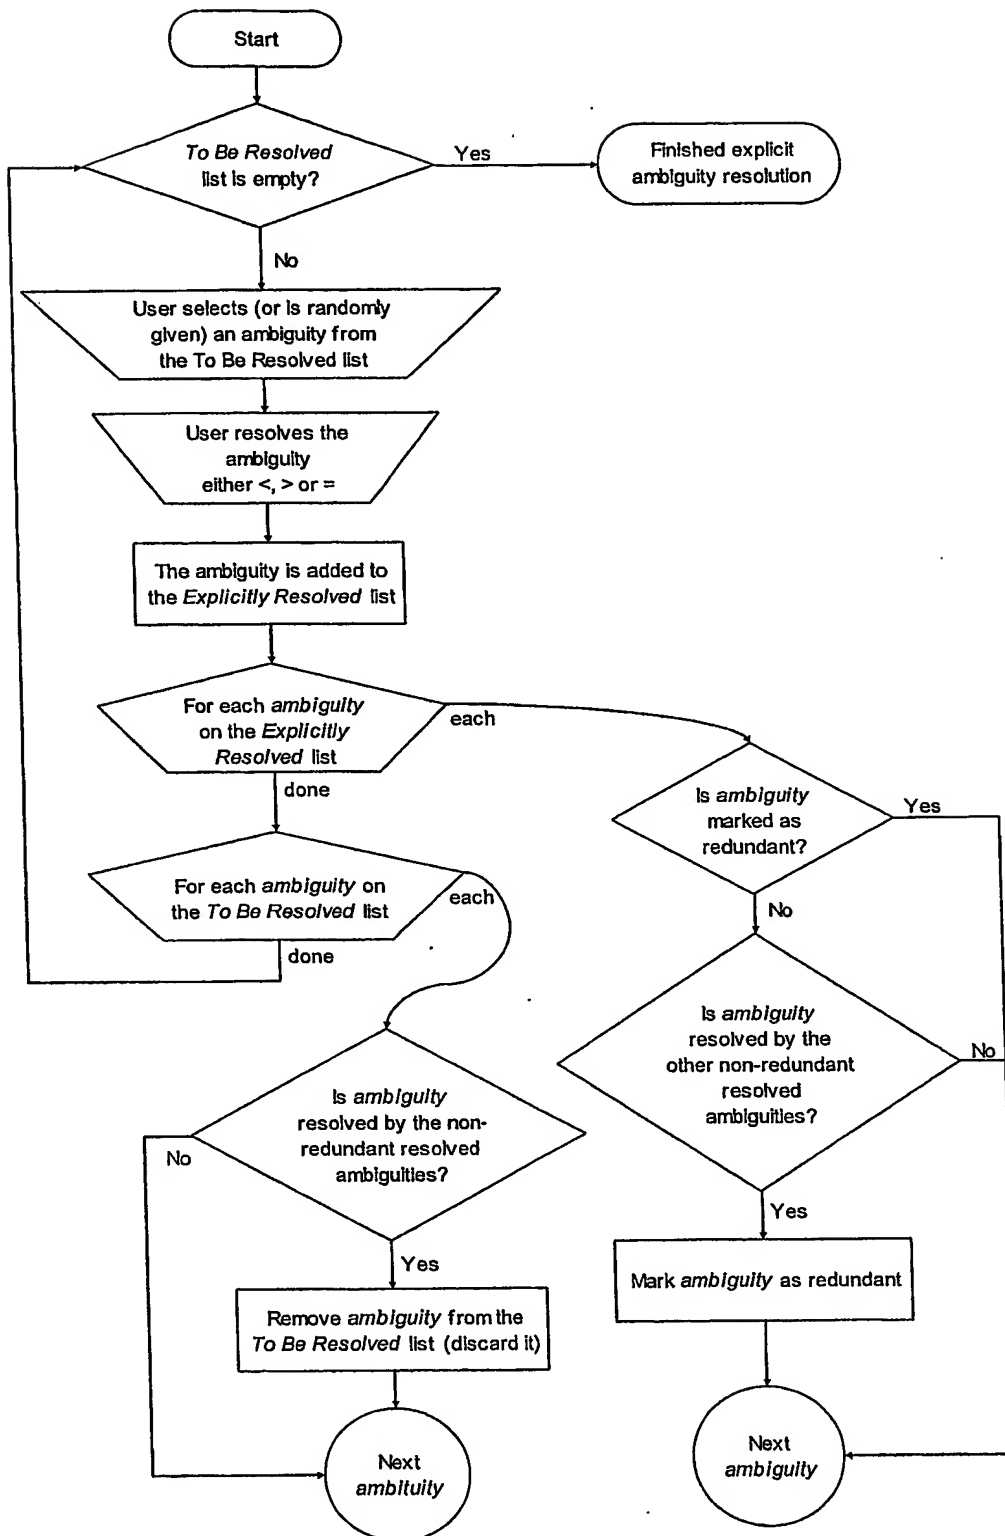 Start
To Be Resolved
list is empty?
Yes
Finished explicit
ambiguity resolution
No
User selects (or is randomly
given) an ambiguity from
the To Be Resolved list
User resolves the
ambiguity
either <, > or =
The ambiguity is added to
the Explicitly Resolved list
For each ambiguity
on the Explicitly
Resolved list
each
done
For each ambiguity on
the To Be Resolved list
each
done
Is ambiguity
marked as
redundant?
Yes
No
Is ambiguity
resolved by the
other non-redundant
resolved
ambiguities?
No
Yes
Mark ambiguity as redundant
Next
ambiguity
Is ambiguity
resolved by the non-
redundant resolved
ambiguities?
No
Yes
Remove ambiguity from the
To Be Resolved list (discard it)
Next
ambituity